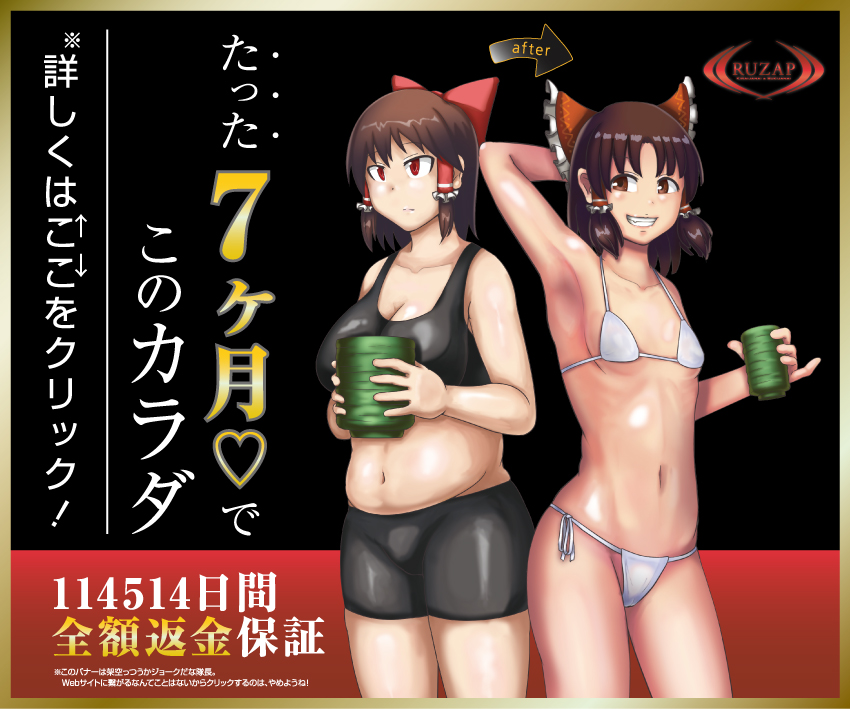 after
RUZAP
たった
7ヶ月♡で
このカラダ
※詳しくはここをクリック！
↑
↓
114514日間
全額返金保証
※このバナーは架空っつうかジョークだな隊長。
Webサイトに繋がるなんてことはないからクリックするのは、やめようね!